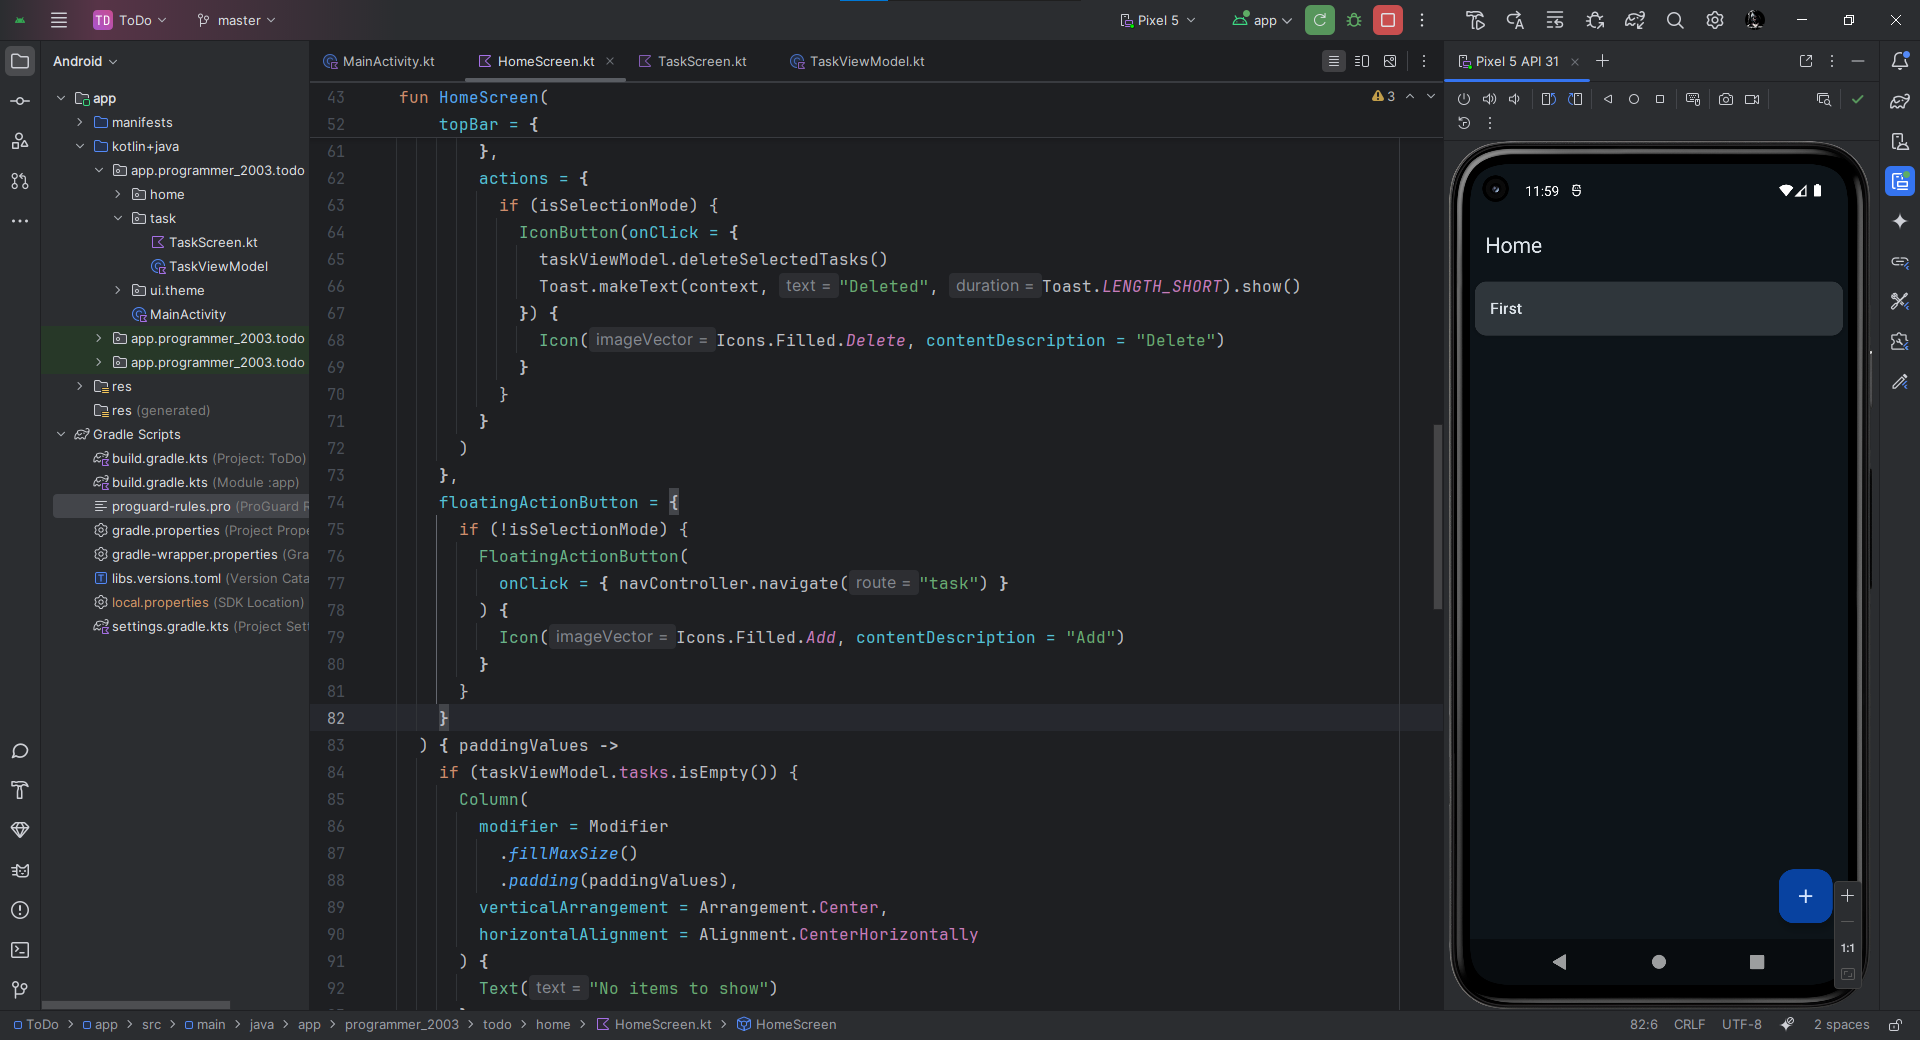 TD ToDo
master
Pixel 5
app
Android
MainActivity.kt
HomeScreen.kt
TaskScreen.kt
TaskViewModel.kt
Pixel 5 API 31
app
manifests
kotlin+java
app.programmer_2003.todo
home
task
TaskScreen.kt
TaskViewModel
ui.theme
MainActivity
app.programmer_2003.todo
app.programmer_2003.todo
res
res (generated)
Gradle Scripts
build.gradle.kts (Project: ToDo)
build.gradle.kts (Module :app)
proguard-rules.pro (ProGuard R
gradle.properties (Project Prope
gradle-wrapper.properties (Gra
libs.versions.toml (Version Cata
local.properties (SDK Location)
settings.gradle.kts (Project Sett
3
43 fun HomeScreen(
52 topBar = {
61 },
62 actions = {
63 if (isSelectionMode) {
64 IconButton(onClick = {
65 taskViewModel.deleteSelectedTasks()
66 Toast.makeText(context, text = "Deleted", duration = Toast.LENGTH_SHORT).show()
67 }) {
68 Icon( imageVector = Icons.Filled.Delete, contentDescription = "Delete")
69 }
70 }
71 }
72 )
73 },
74 floatingActionButton = {
75 if (!isSelectionMode) {
76 FloatingActionButton(
77 onClick = { navController.navigate( route = "task") }
78 ) {
79 Icon( imageVector = Icons.Filled.Add, contentDescription = "Add")
80 }
81 }
82 }
83 ) { paddingValues ->
84 if (taskViewModel.tasks.isEmpty()) {
85 Column(
86 modifier = Modifier
87 .fillMaxSize()
88 .padding(paddingValues),
89 verticalArrangement = Arrangement.Center,
90 horizontalAlignment = Alignment.CenterHorizontally
91 ) {
92 Text( text = "No items to show")
11:59
Home
First
+
1:1
ToDo > app > src > main > java > app > programmer_2003 > todo > home > HomeScreen.kt > HomeScreen
82:6 CRLF UTF-8 2 spaces